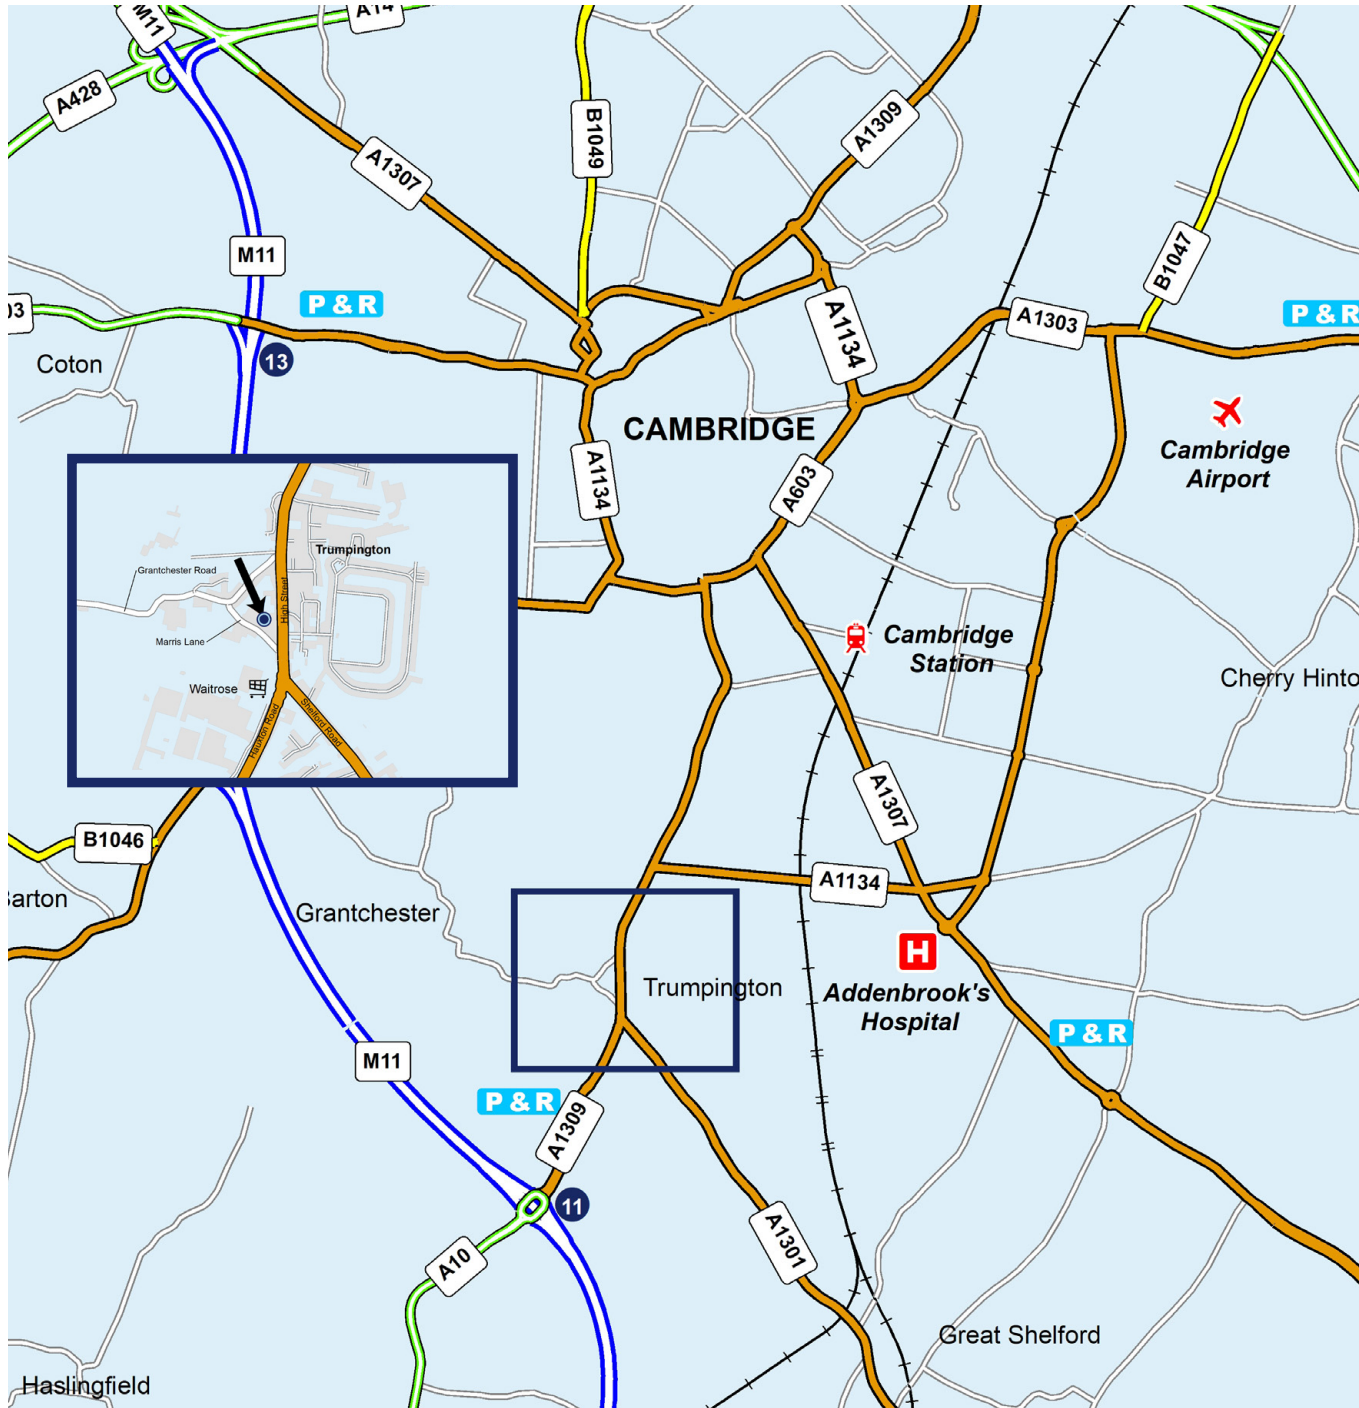 M11
A14
A428
B1049
A1309
A1307
M11
B1047
03
P & R
A1134
A1303
P & R
13
Coton
CAMBRIDGE
Cambridge
Airport
A1134
A603
Trumpington
Grantchester Road
High Street
Marris Lane
Waitrose
Hauxton Road
Shelford Road
Cambridge
Station
Cherry Hinto
A1307
B1046
A1134
arton
Grantchester
H
Trumpington
Addenbrook's
Hospital
P & R
M11
P & R
A1309
11
A1301
A10
Great Shelford
Haslingfield